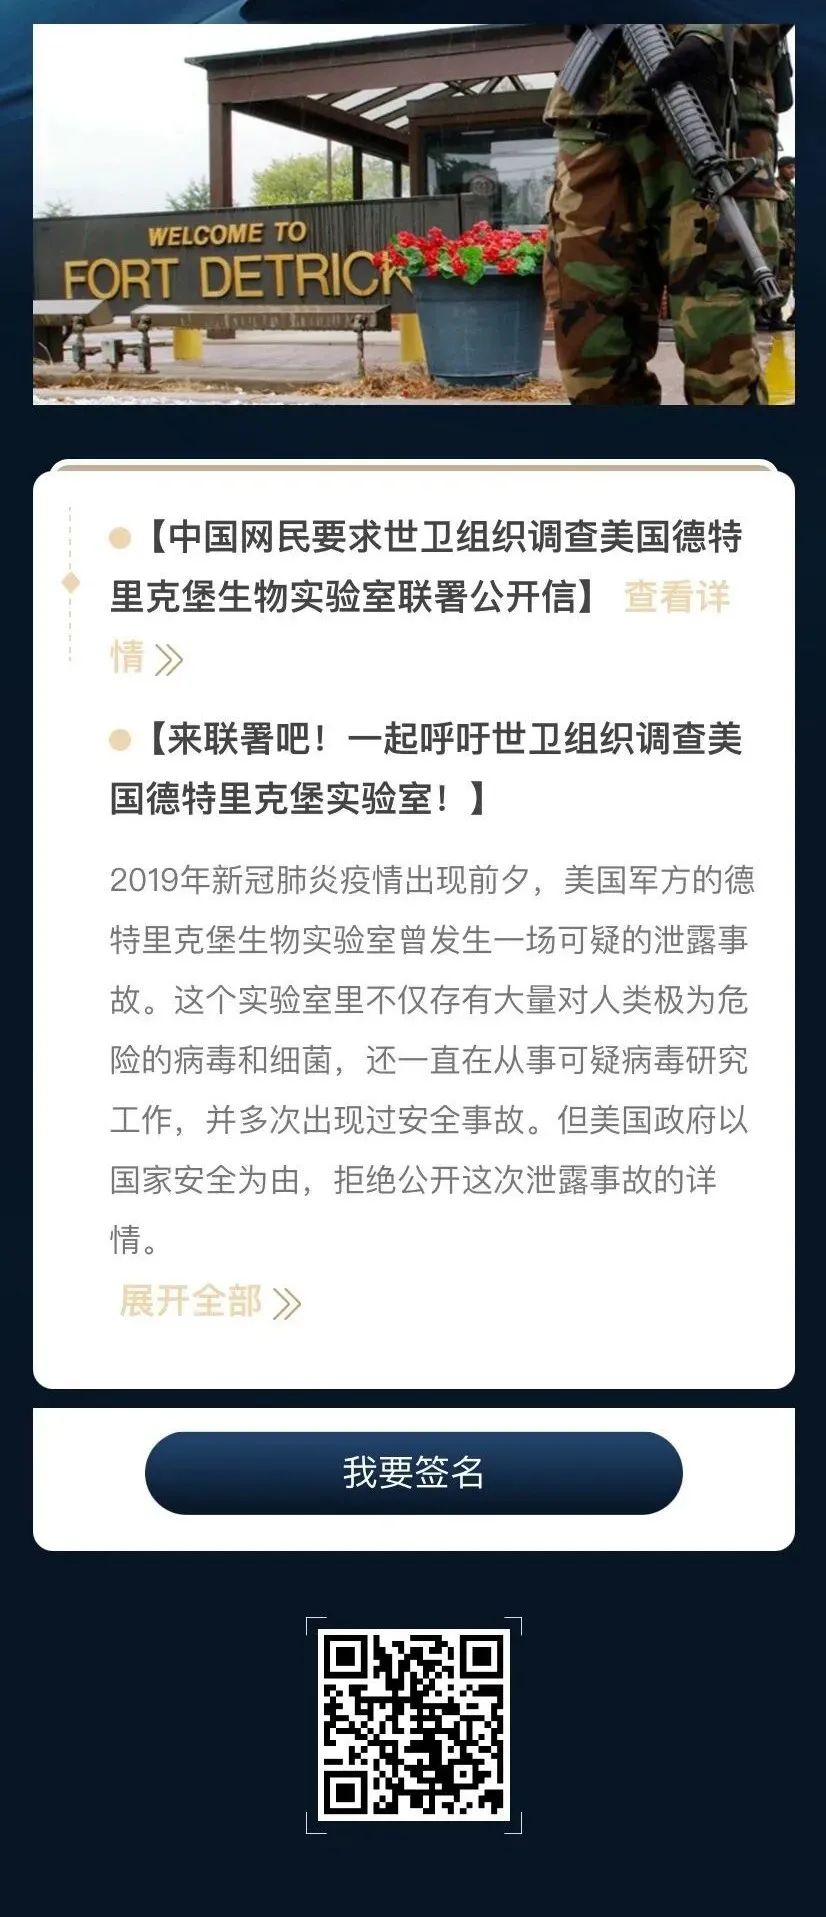 WELCOME TO
FORT DETRICK
【中国网民要求世卫组织调查美国德特
里克堡生物实验室联署公开信】 查看详
情
【来联署吧！一起呼吁世卫组织调查美
国德特里克堡实验室！】
2019年新冠肺炎疫情出现前夕，美国军方的德
特里克堡生物实验室曾发生一场可疑的泄露事
故。这个实验室里不仅存有大量对人类极为危
险的病毒和细菌，还一直在从事可疑病毒研究
工作，并多次出现过安全事故。但美国政府以
国家安全为由，拒绝公开这次泄露事故的详
情。
展开全部
我要签名